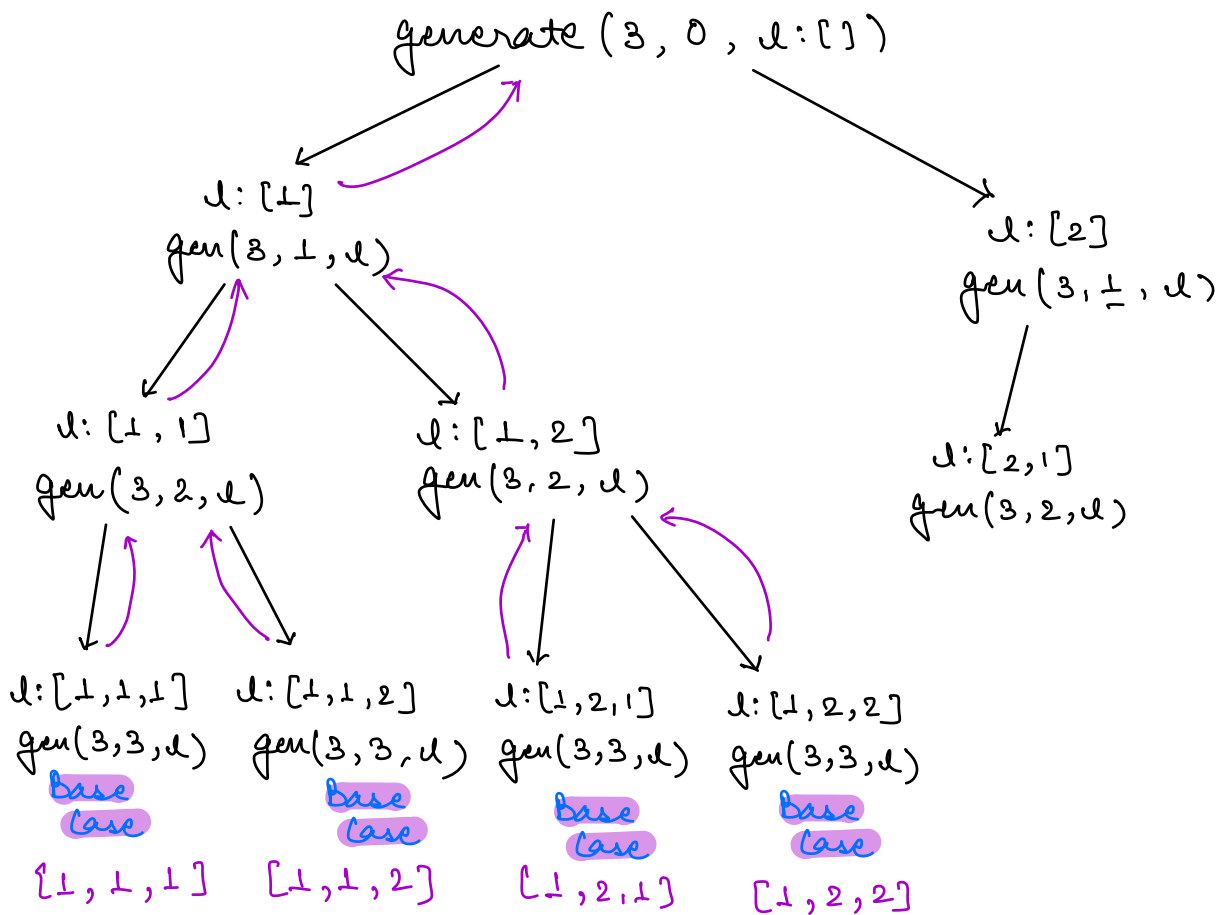 generate (3, 0, l:[])
l: [1]
gen(3, 1, l)
l: [2]
gen(3, 1, l)
l: [1, 1]
gen(3, 2, l)
l: [1, 2]
gen(3, 2, l)
l: [2, 1]
gen(3, 2, l)
l: [1, 1, 1]
gen(3, 3, l)
Base
Case
[1, 1, 1]
l: [1, 1, 2]
gen(3, 3, l)
Base
Case
[1, 1, 2]
l: [1, 2, 1]
gen(3, 3, l)
Base
Case
[1, 2, 1]
l: [1, 2, 2]
gen(3, 3, l)
Base
Case
[1, 2, 2]